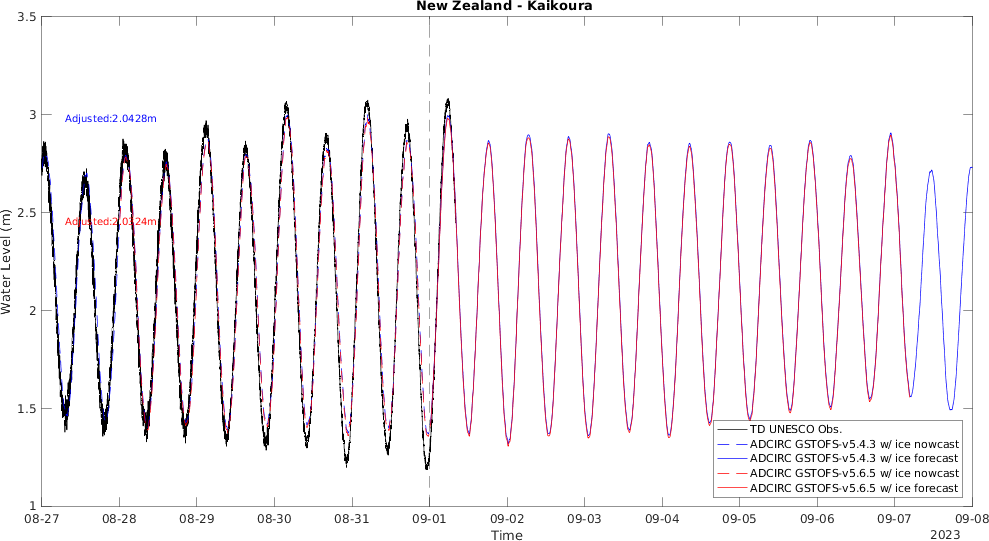 New Zealand - Kaikoura
3.5
3
2.5
2
1.5
1
Water Level (m)
Adjusted:2.0428m
Adjusted:2.0324m
TD UNESCO Obs.
ADCIRC GSTOFS-v5.4.3 w/ ice nowcast
ADCIRC GSTOFS-v5.4.3 w/ ice forecast
ADCIRC GSTOFS-v5.6.5 w/ ice nowcast
ADCIRC GSTOFS-v5.6.5 w/ ice forecast
08-27 08-28 08-29 08-30 08-31 09-01 09-02 09-03 09-04 09-05 09-06 09-07 09-08
Time
2023